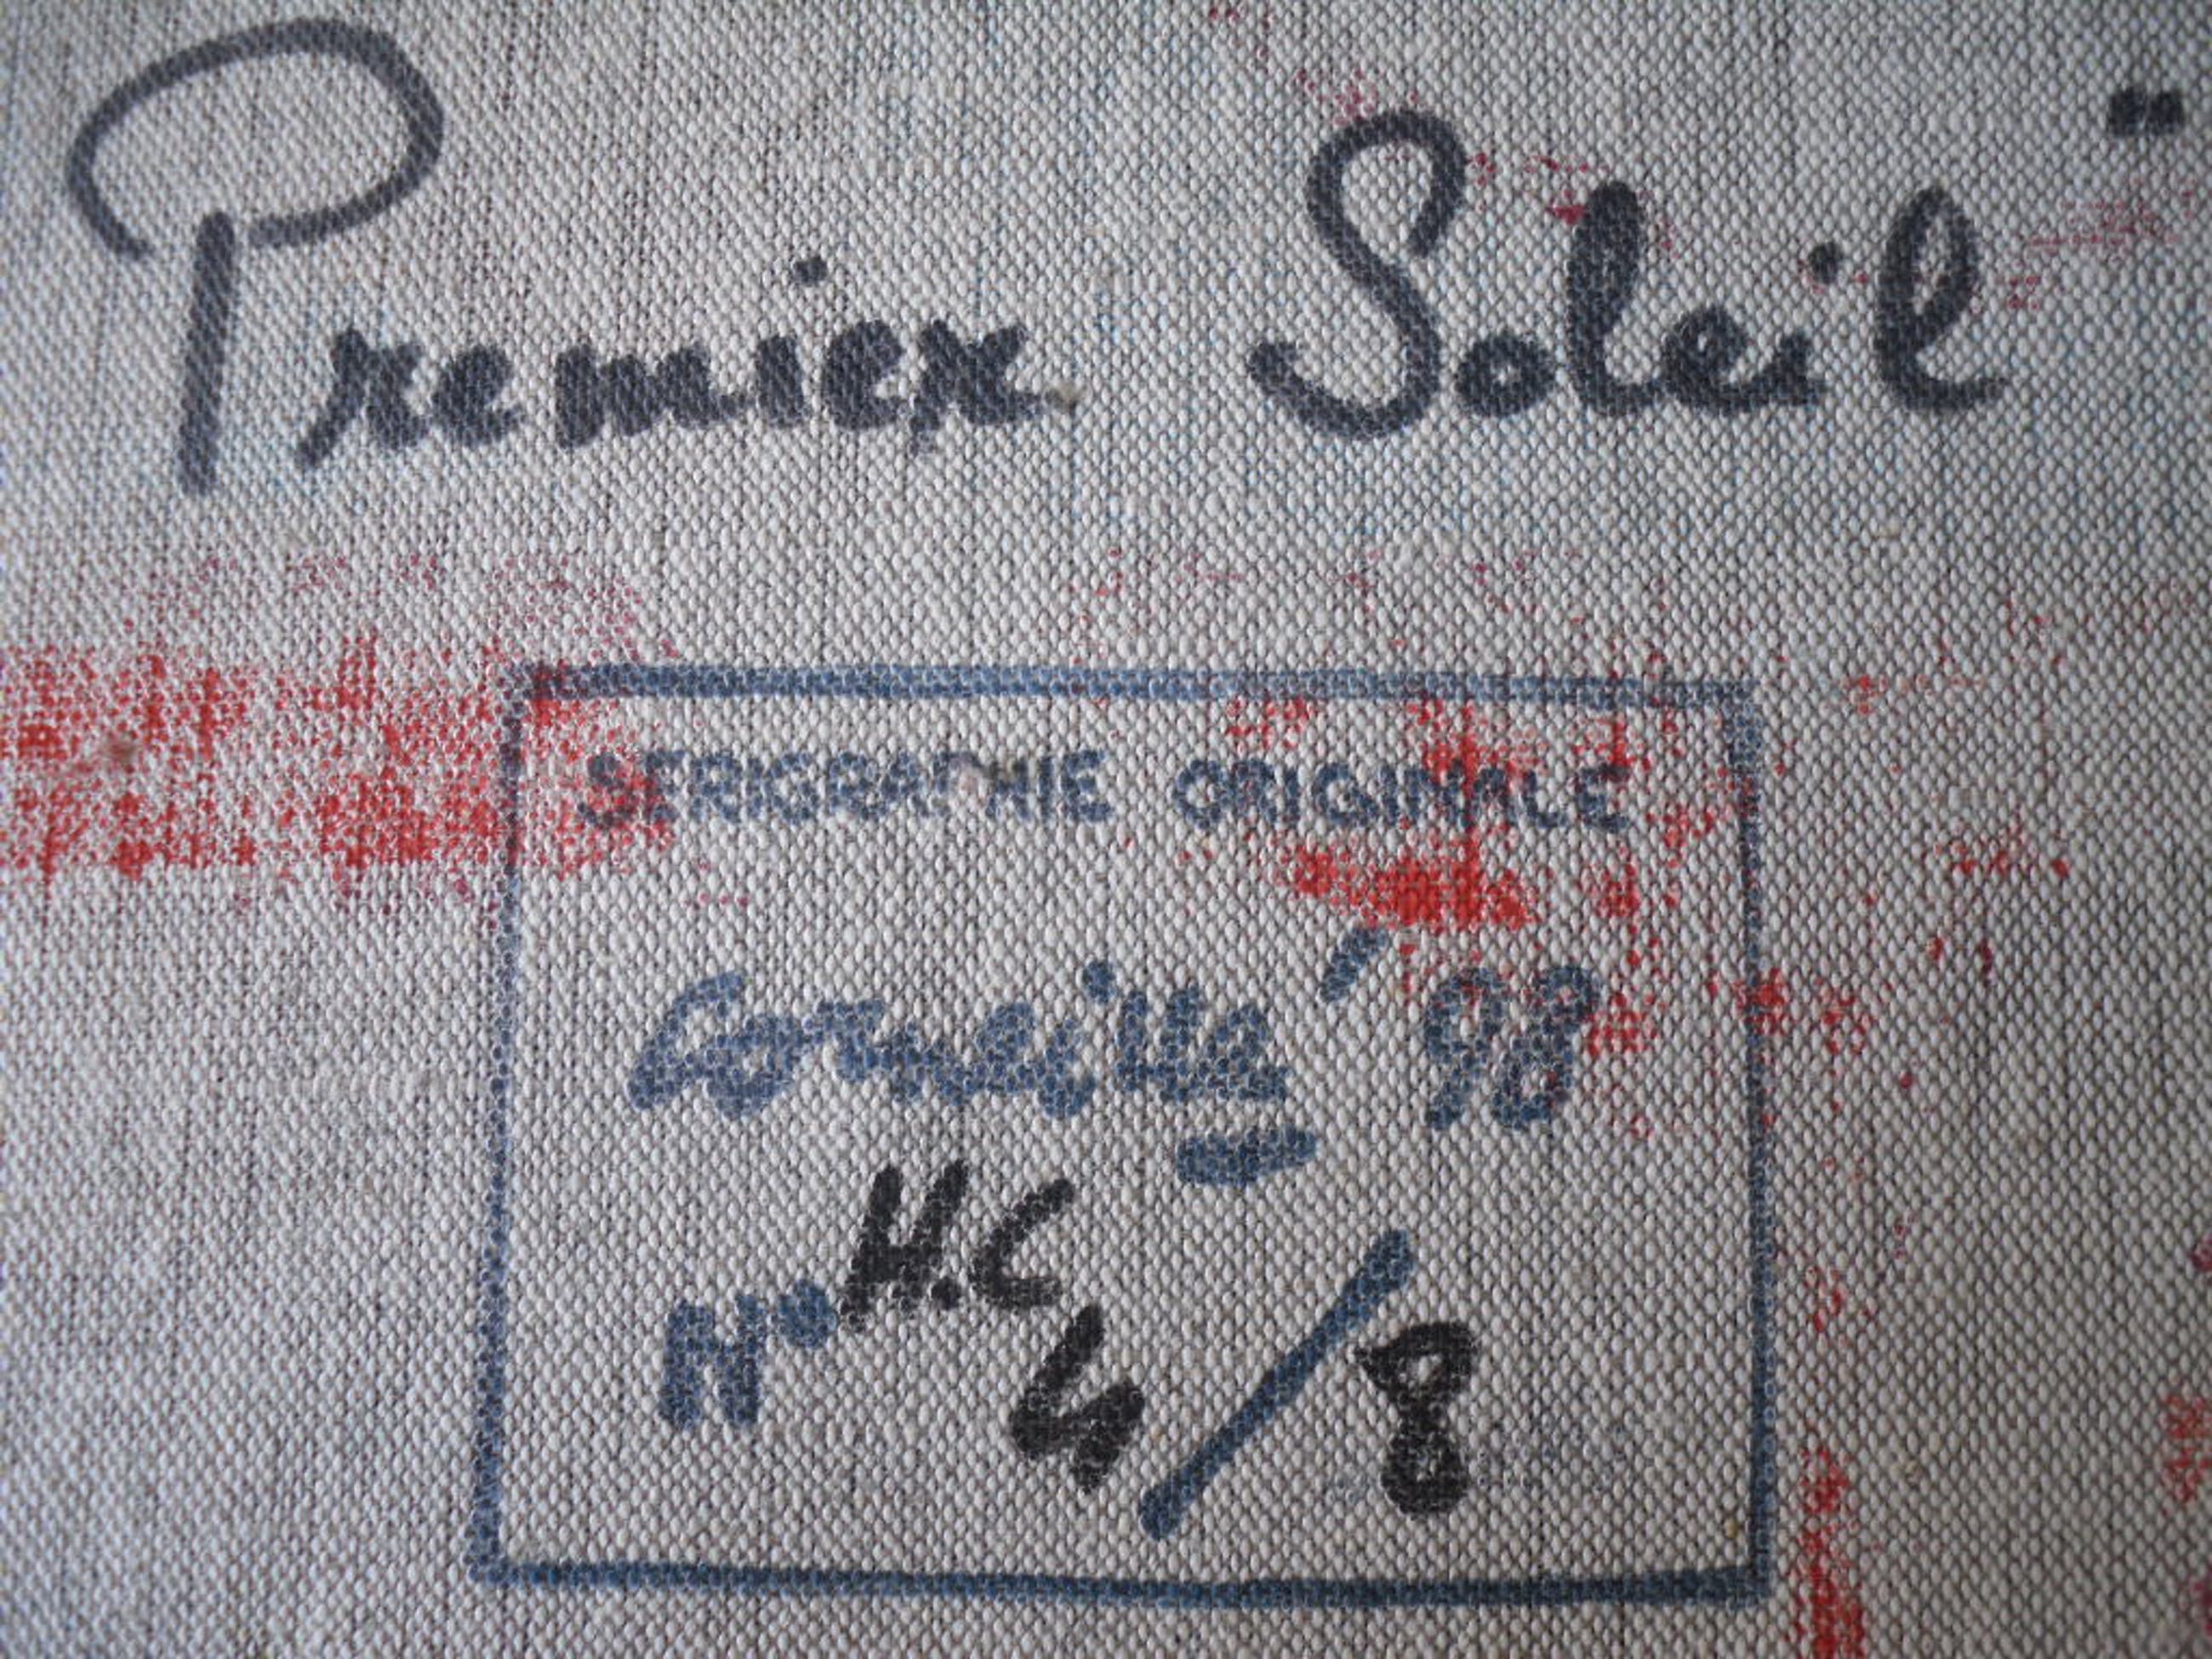 Premier Soleil "
SERIGRAPHIE ORIGINALE
Corneille '98
N° H.C
4/8